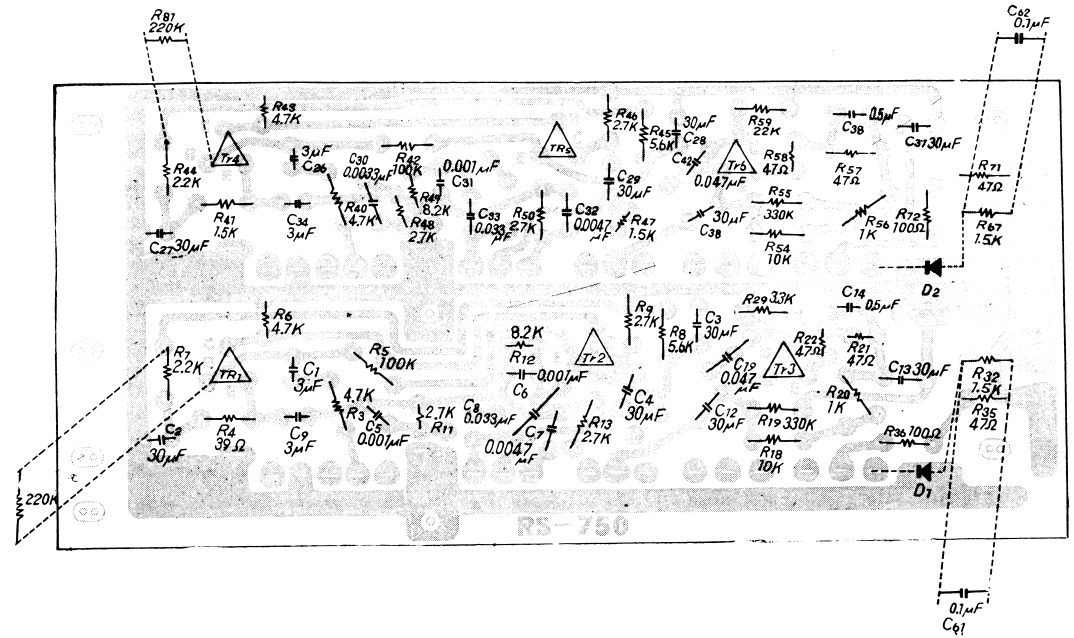 R81
220K
C62
0.1µF
R43
4.7K
Tr4
R44
2.2K
3µF
C26
C30
0.0033µF
R42
100K
0.001µF
C31
R49
8.2K
R40
4.7K
R48
2.7K
R41
1.5K
C34
3µF
C27 30µF
C33
0.033
µF
R50
2.7K
TR5
C32
0.0047
µF
R46
2.7K
R45
5.6K
30µF
C28
C29
30µF
C42
0.047µF
R47
1.5K
30µF
C38
Tr6
R59
22K
R58
47Ω
R55
330K
R54
10K
0.5µF
C38
R57
47Ω
C37 30µF
R56
1K
R72
100Ω
R71
47Ω
R67
1.5K
D2
R6
4.7K
R7
2.2K
TR1
C1
3µF
R5
100K
4.7K
R3
C5
0.001µF
2.7K
R11
C8
0.033µF
8.2K
R12
C6
0.001µF
Tr2
R9
2.7K
R8
5.6K
C3
30µF
R29 3.3K
C14
0.5µF
R22
47Ω
R21
47Ω
Tr3
C19
0.047
µF
C4
30µF
C12
30µF
C13 30µF
R20
1K
R32
1.5K
R35
47Ω
R4
39Ω
C9
3µF
30µF
C7
0.0047
µF
R13
2.7K
R19 330K
R18
10K
R36 100Ω
D1
220K
RS-750
0.1µF
C61